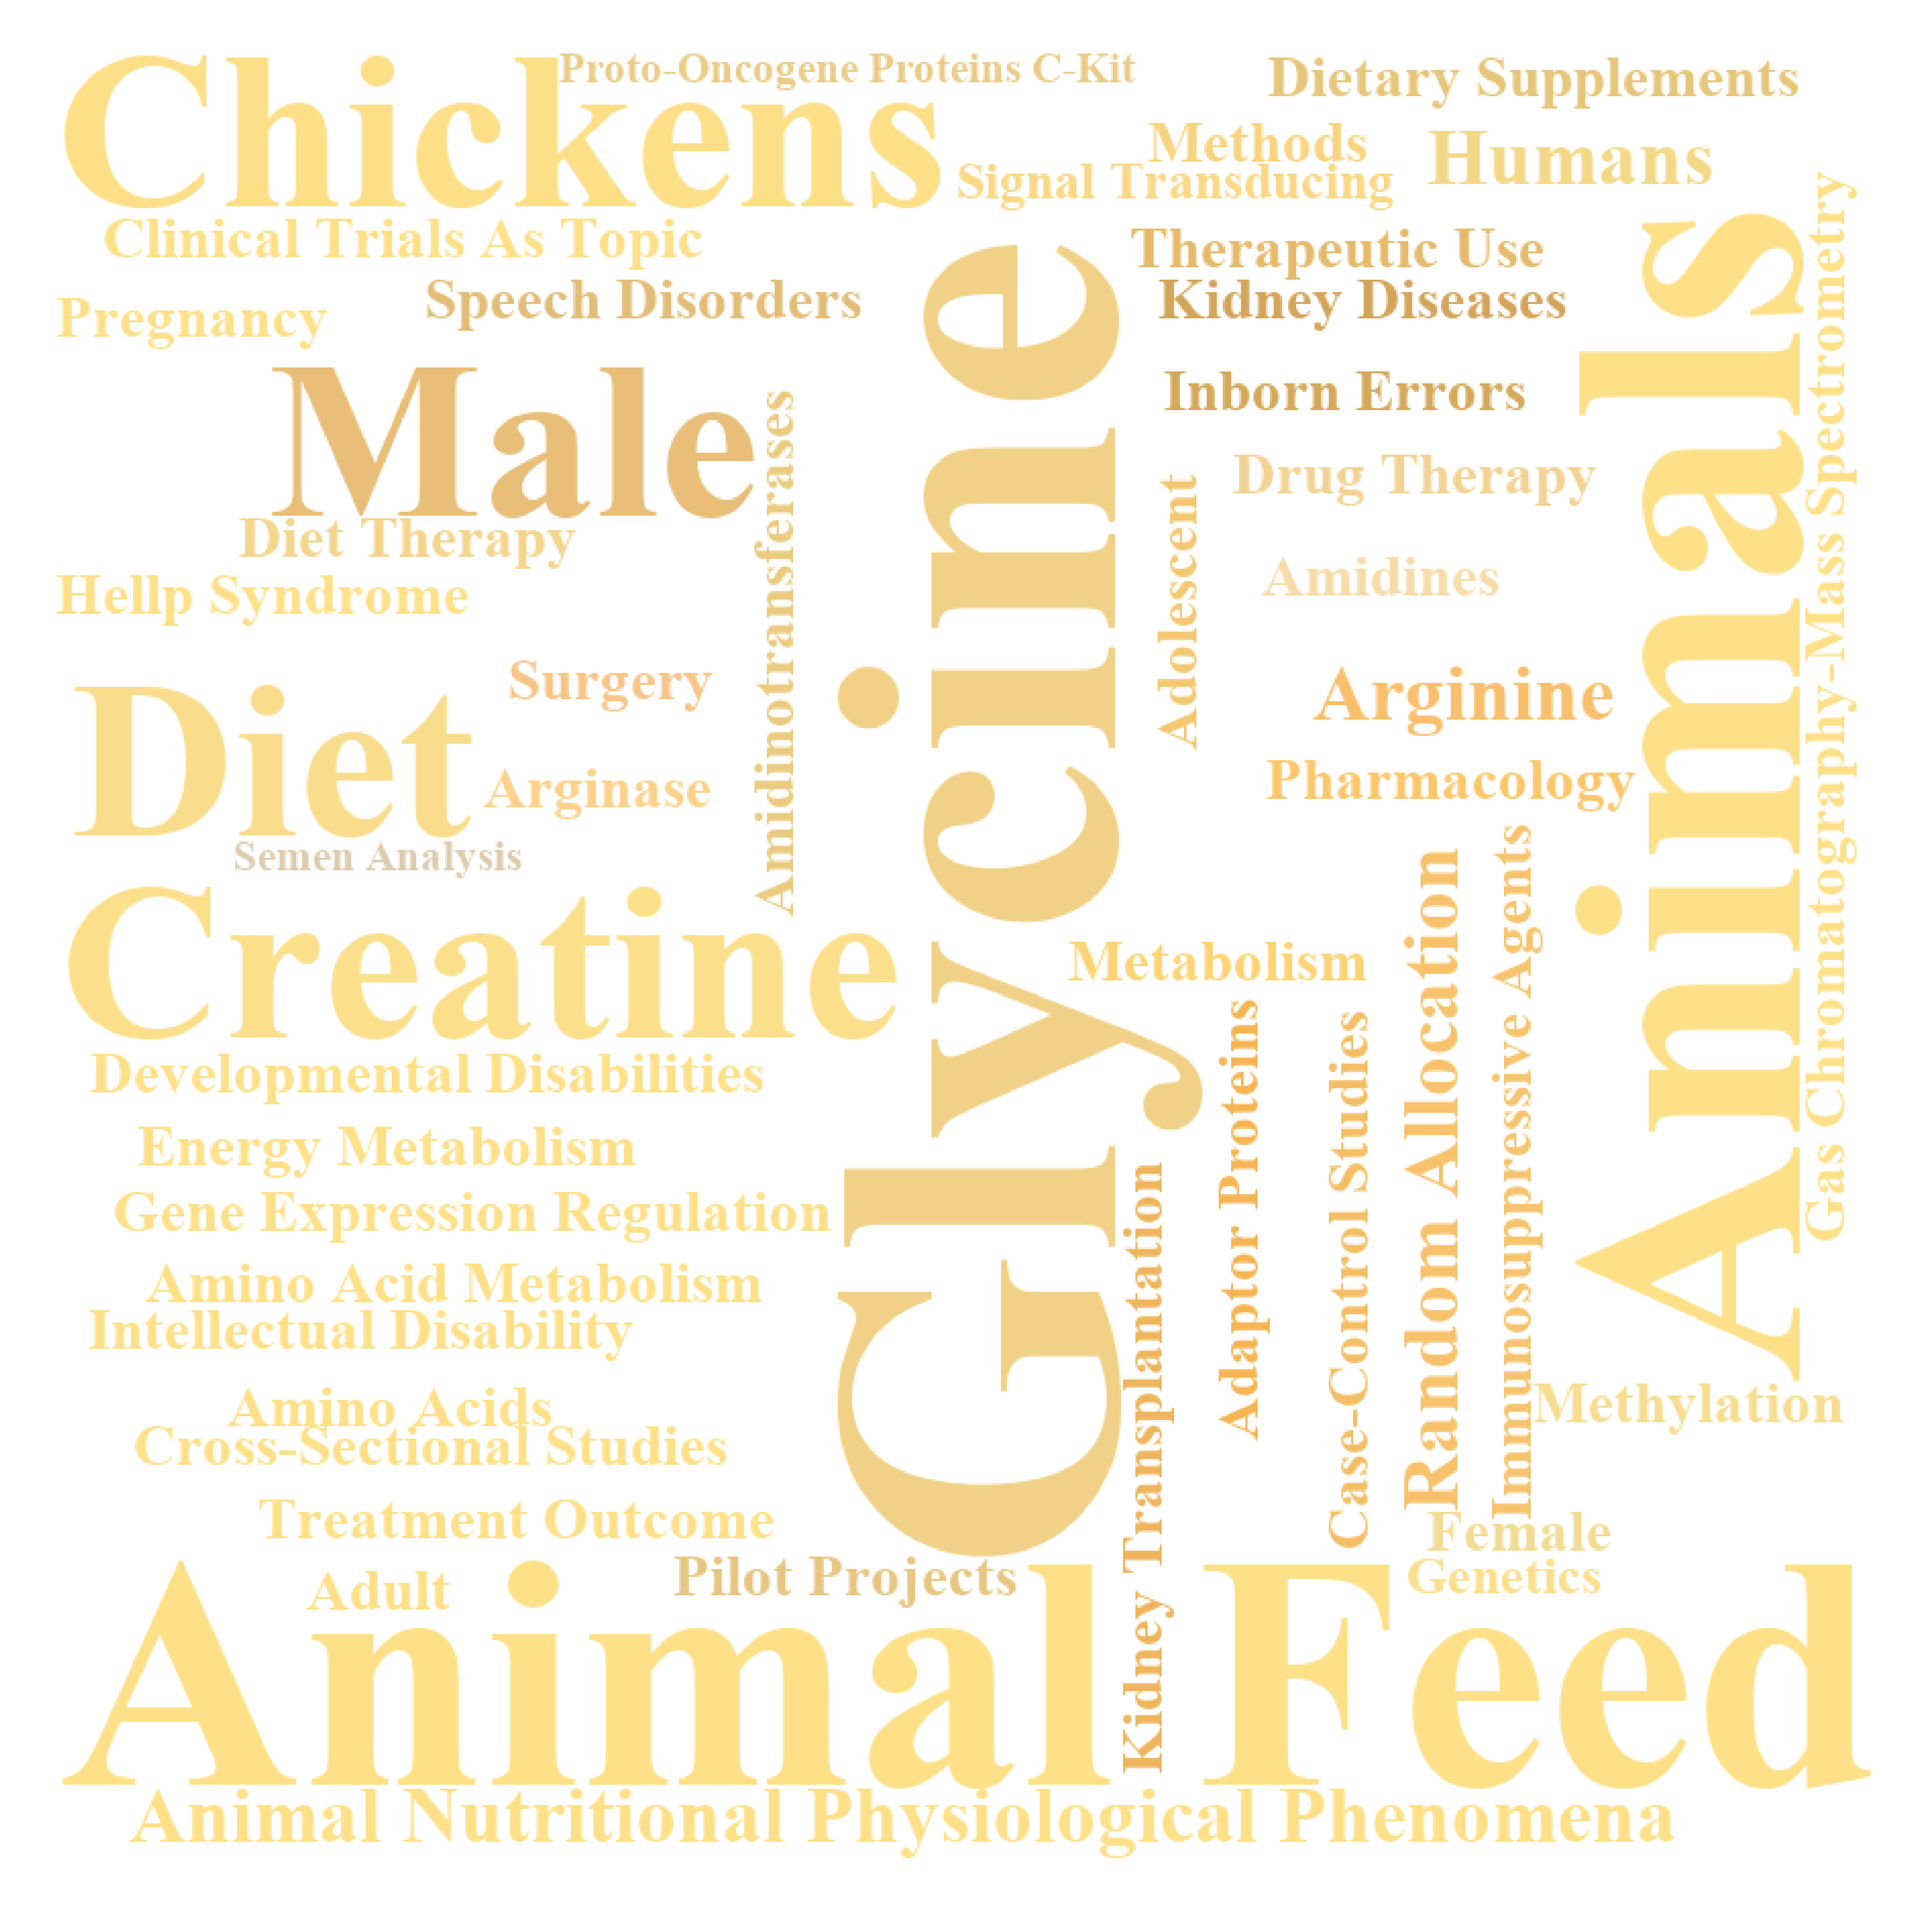 Chickens
Proto-Oncogene Proteins C-Kit
Dietary Supplements
Methods
Humans
Signal Transducing
Clinical Trials As Topic
Therapeutic Use
Pregnancy
Speech Disorders
Kidney Diseases
Male
Inborn Errors
Drug Therapy
Diet Therapy
Hellp Syndrome
Amidinotransferases
Glycine
Adolescent
Amidines
Animals
Gas Chromatography-Mass Spectrometry
Surgery
Arginine
Diet
Arginase
Pharmacology
Semen Analysis
Creatine
Metabolism
Developmental Disabilities
Energy Metabolism
Gene Expression Regulation
Amino Acid Metabolism
Intellectual Disability
Kidney Transplantation
Adaptor Proteins
Case-Control Studies
Random Allocation
Immunosuppressive Agents
Amino Acids
Methylation
Cross-Sectional Studies
Treatment Outcome
Female
Adult
Pilot Projects
Genetics
Animal Feed
Animal Nutritional Physiological Phenomena